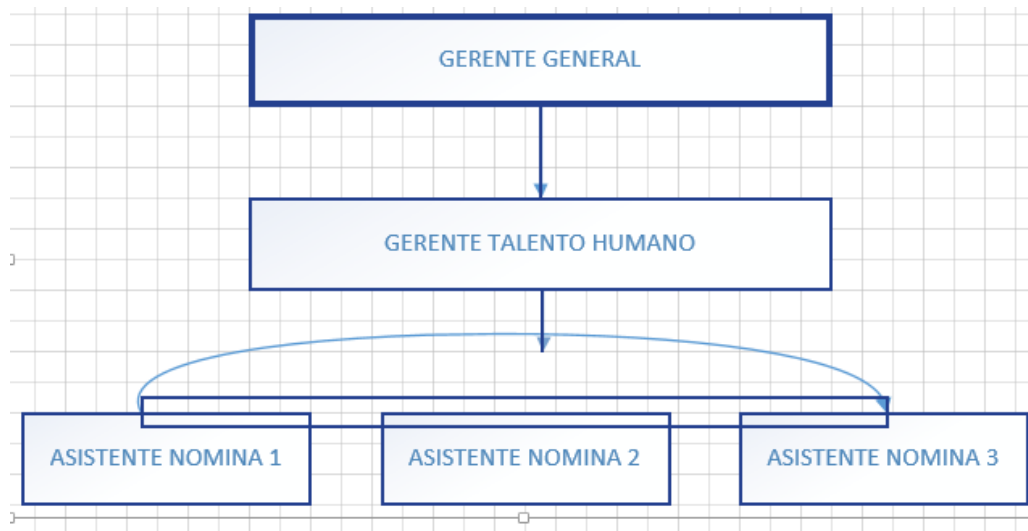 GERENTE GENERAL
GERENTE TALENTO HUMANO
ASISTENTE NOMINA 1
ASISTENTE NOMINA 2
ASISTENTE NOMINA 3